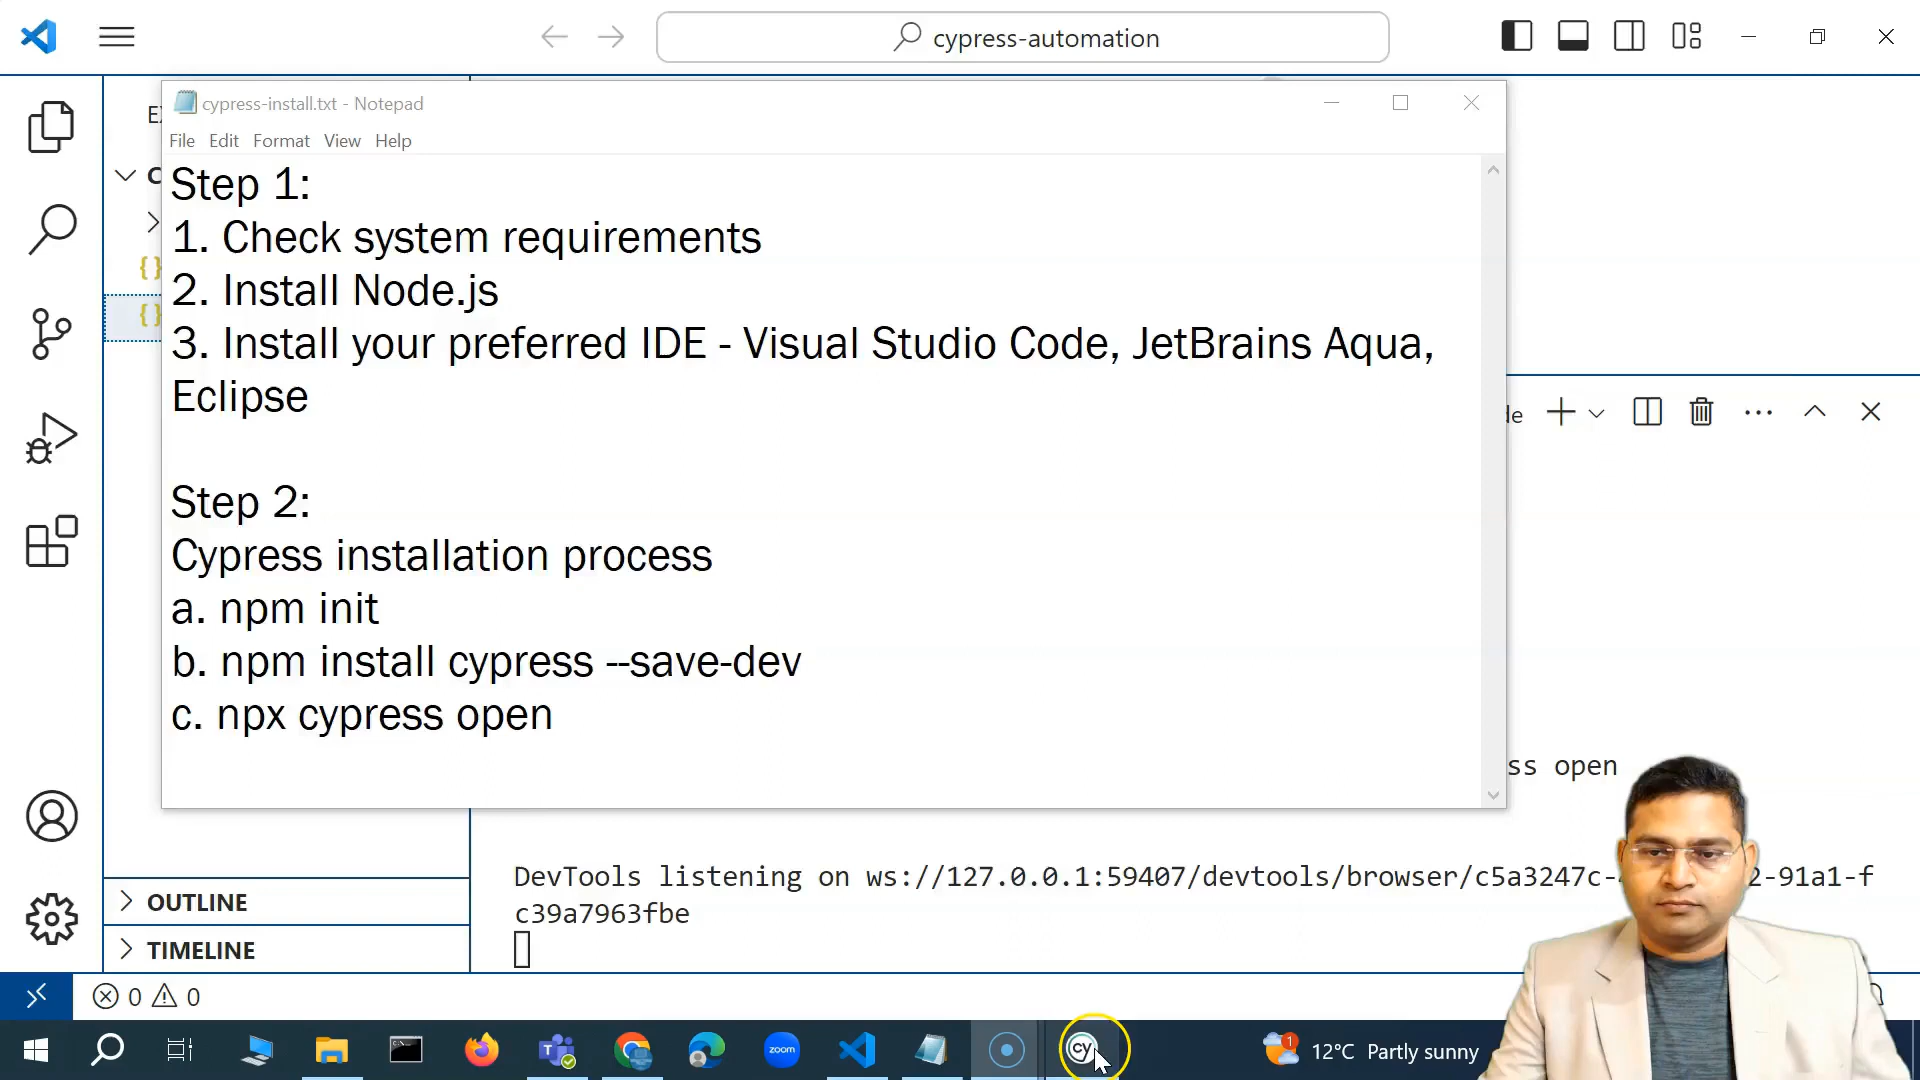 cypress-automation
cypress-install.txt - Notepad
File Edit Format View Help
Step 1:
1. Check system requirements
2. Install Node.js
3. Install your preferred IDE - Visual Studio Code, JetBrains Aqua,
Eclipse
Step 2:
Cypress installation process
a. npm init
b. npm install cypress --save-dev
c. npx cypress open
ss open
DevTools listening on ws://127.0.0.1:59407/devtools/browser/c5a3247c- 2-91a1-f
c39a7963fbe
OUTLINE
TIMELINE
0 0
zoom
cy
1
12°C Partly sunny